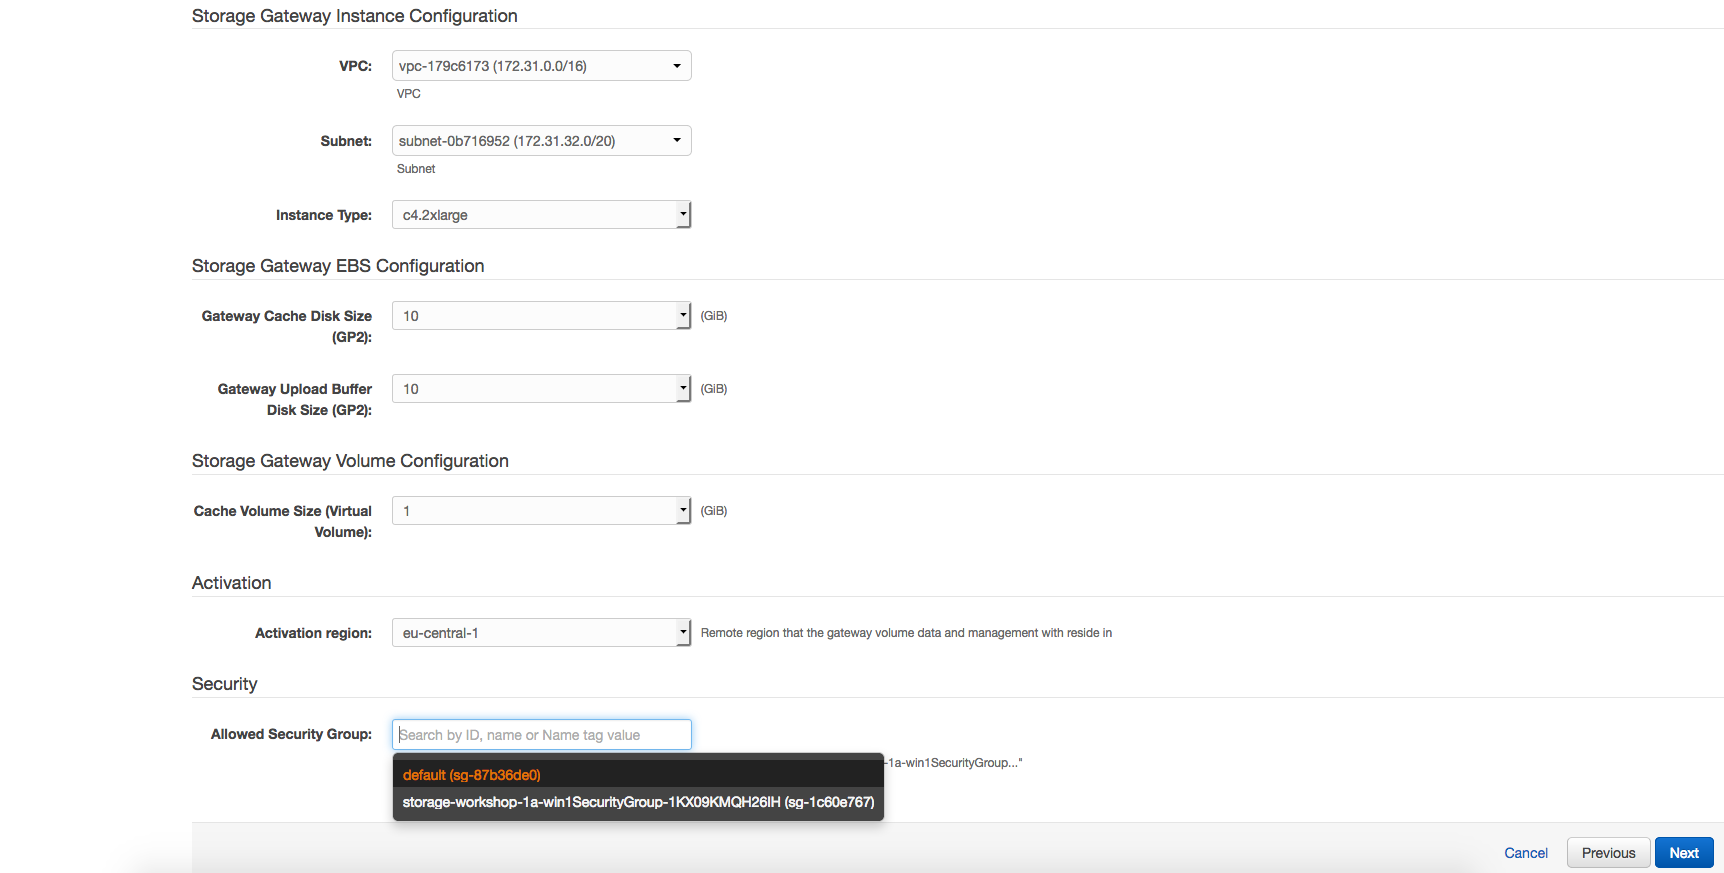 Storage Gateway Instance Configuration
VPC: vpc-179c6173 (172.31.0.0/16)
VPC
Subnet: subnet-0b716952 (172.31.32.0/20)
Subnet
Instance Type: c4.2xlarge
Storage Gateway EBS Configuration
Gateway Cache Disk Size 10 (GiB)
(GP2):
Gateway Upload Buffer 10 (GiB)
Disk Size (GP2):
Storage Gateway Volume Configuration
Cache Volume Size (Virtual 1 (GiB)
Volume):
Activation
Activation region: eu-central-1 Remote region that the gateway volume data and management with reside in
Security
Allowed Security Group: Search by ID, name or Name tag value
-1a-win1SecurityGroup..."
default (sg-87b36de0)
storage-workshop-1a-win1SecurityGroup-1KX09KMQH26IH (sg-1c60e767)
Cancel Previous Next